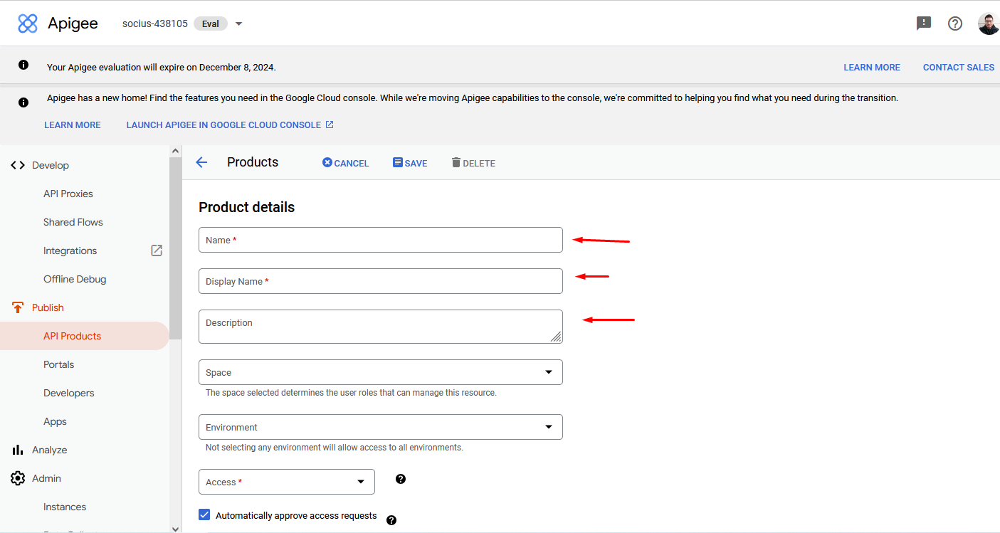 Apigee socius-438105 Eval
Your Apigee evaluation will expire on December 8, 2024. LEARN MORE CONTACT SALES
Apigee has a new home! Find the features you need in the Google Cloud console. While we're moving Apigee capabilities to the console, we're committed to helping you find what you need during the transition.
LEARN MORE LAUNCH APIGEE IN GOOGLE CLOUD CONSOLE
Develop
API Proxies
Shared Flows
Integrations
Offline Debug
Publish
API Products
Portals
Developers
Apps
Analyze
Admin
Instances
Products CANCEL SAVE DELETE
Product details
Name *
Display Name *
Description
Space
The space selected determines the user roles that can manage this resource.
Environment
Not selecting any environment will allow access to all environments.
Access *
Automatically approve access requests